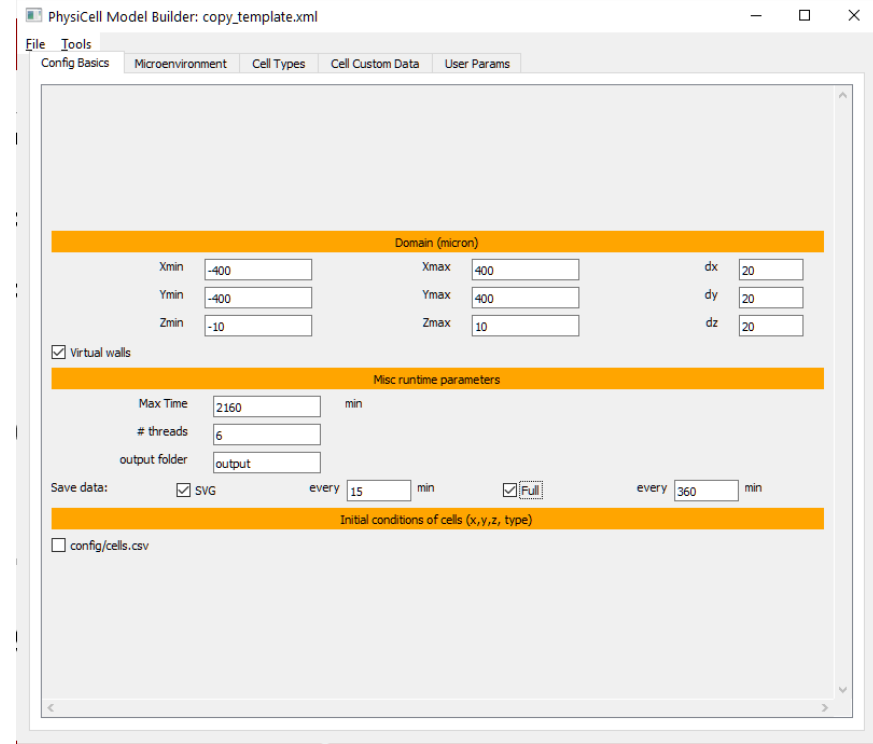 PhysiCell Model Builder: copy_template.xml
File Tools
Config Basics Microenvironment Cell Types Cell Custom Data User Params
Domain (micron)
Xmin -400 Xmax 400 dx 20
Ymin -400 Ymax 400 dy 20
Zmin -10 Zmax 10 dz 20
Virtual walls
Misc runtime parameters
Max Time 2160 min
# threads 6
output folder output
Save data: SVG every 15 min Full every 360 min
Initial conditions of cells (x,y,z, type)
config/cells.csv